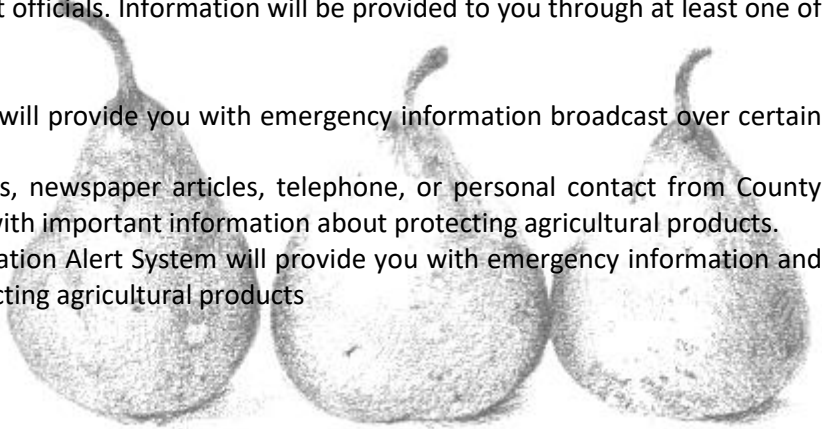 officials. Information will be provided to you through at least one of
will provide you with emergency information broadcast over certain
newspaper articles, telephone, or personal contact from County
with important information about protecting agricultural products.
Alert System will provide you with emergency information and
agricultural products